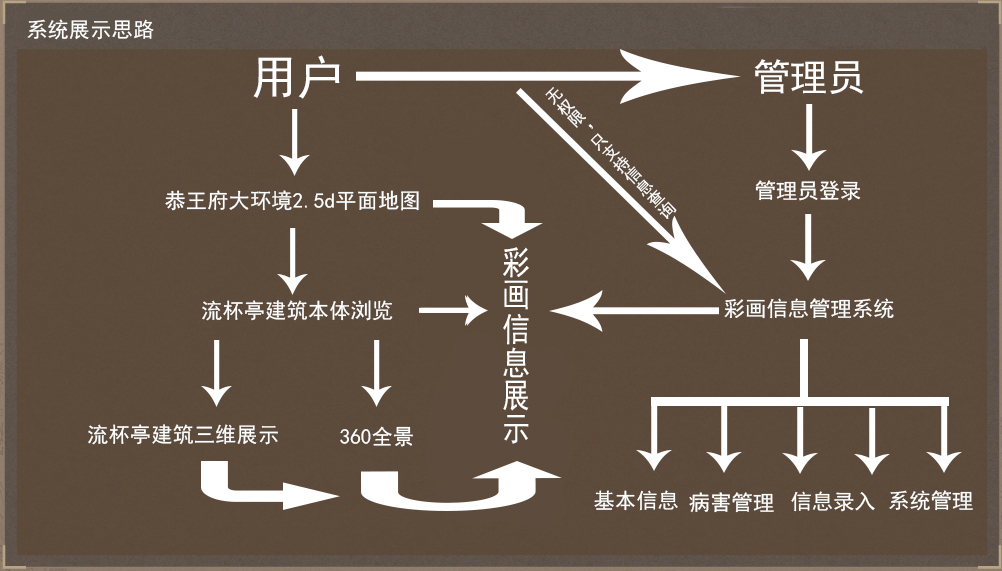 系统展示思路
用户
管理员
无权限，只支持信息查询
恭王府大环境2.5d平面地图
管理员登录
彩画信息展示
流杯亭建筑本体浏览
彩画信息管理系统
流杯亭建筑三维展示
360全景
基本信息
病害管理
信息录入
系统管理